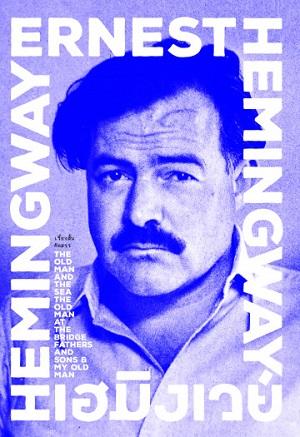 ERNEST
HEMINGWAY
HEMINGWAY
THE
OLD
MAN
AND
THE
SEA
THE
OLD
MAN
AT
THE
BRIDGE
FATHERS
AND
SONS &
MY OLD
MAN
เฮมิงเวย์